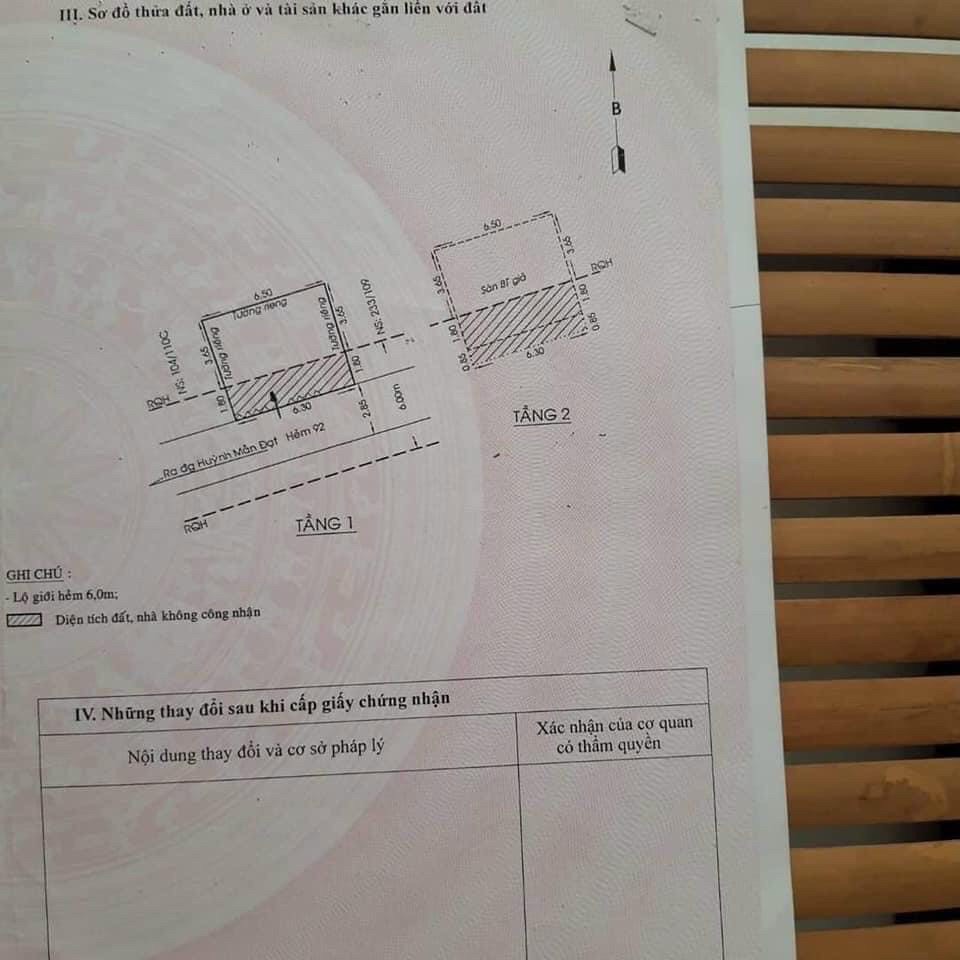 III. Sơ đồ thửa đất, nhà ở và tài sản khác gắn liền với đất
B
6.50
Tường riêng
3.65
Tường riêng
Tường riêng
3.65
NS: 104/110C
NS: 233/109
RQH
1.80
1.80
6.30
2.85
6.00m
Ra đg Huỳnh Mẫn Đạt Hẻm 92
RQH
TẦNG 1
6.50
3.65
3.65
Sàn BT giả
RQH
1.80
1.80
0.85
0.85
6.30
TẦNG 2
GHI CHÚ :
- Lộ giới hẻm 6,0m;
Diện tích đất, nhà không công nhận
IV. Những thay đổi sau khi cấp giấy chứng nhận
Nội dung thay đổi và cơ sở pháp lý
Xác nhận của cơ quan
có thẩm quyền